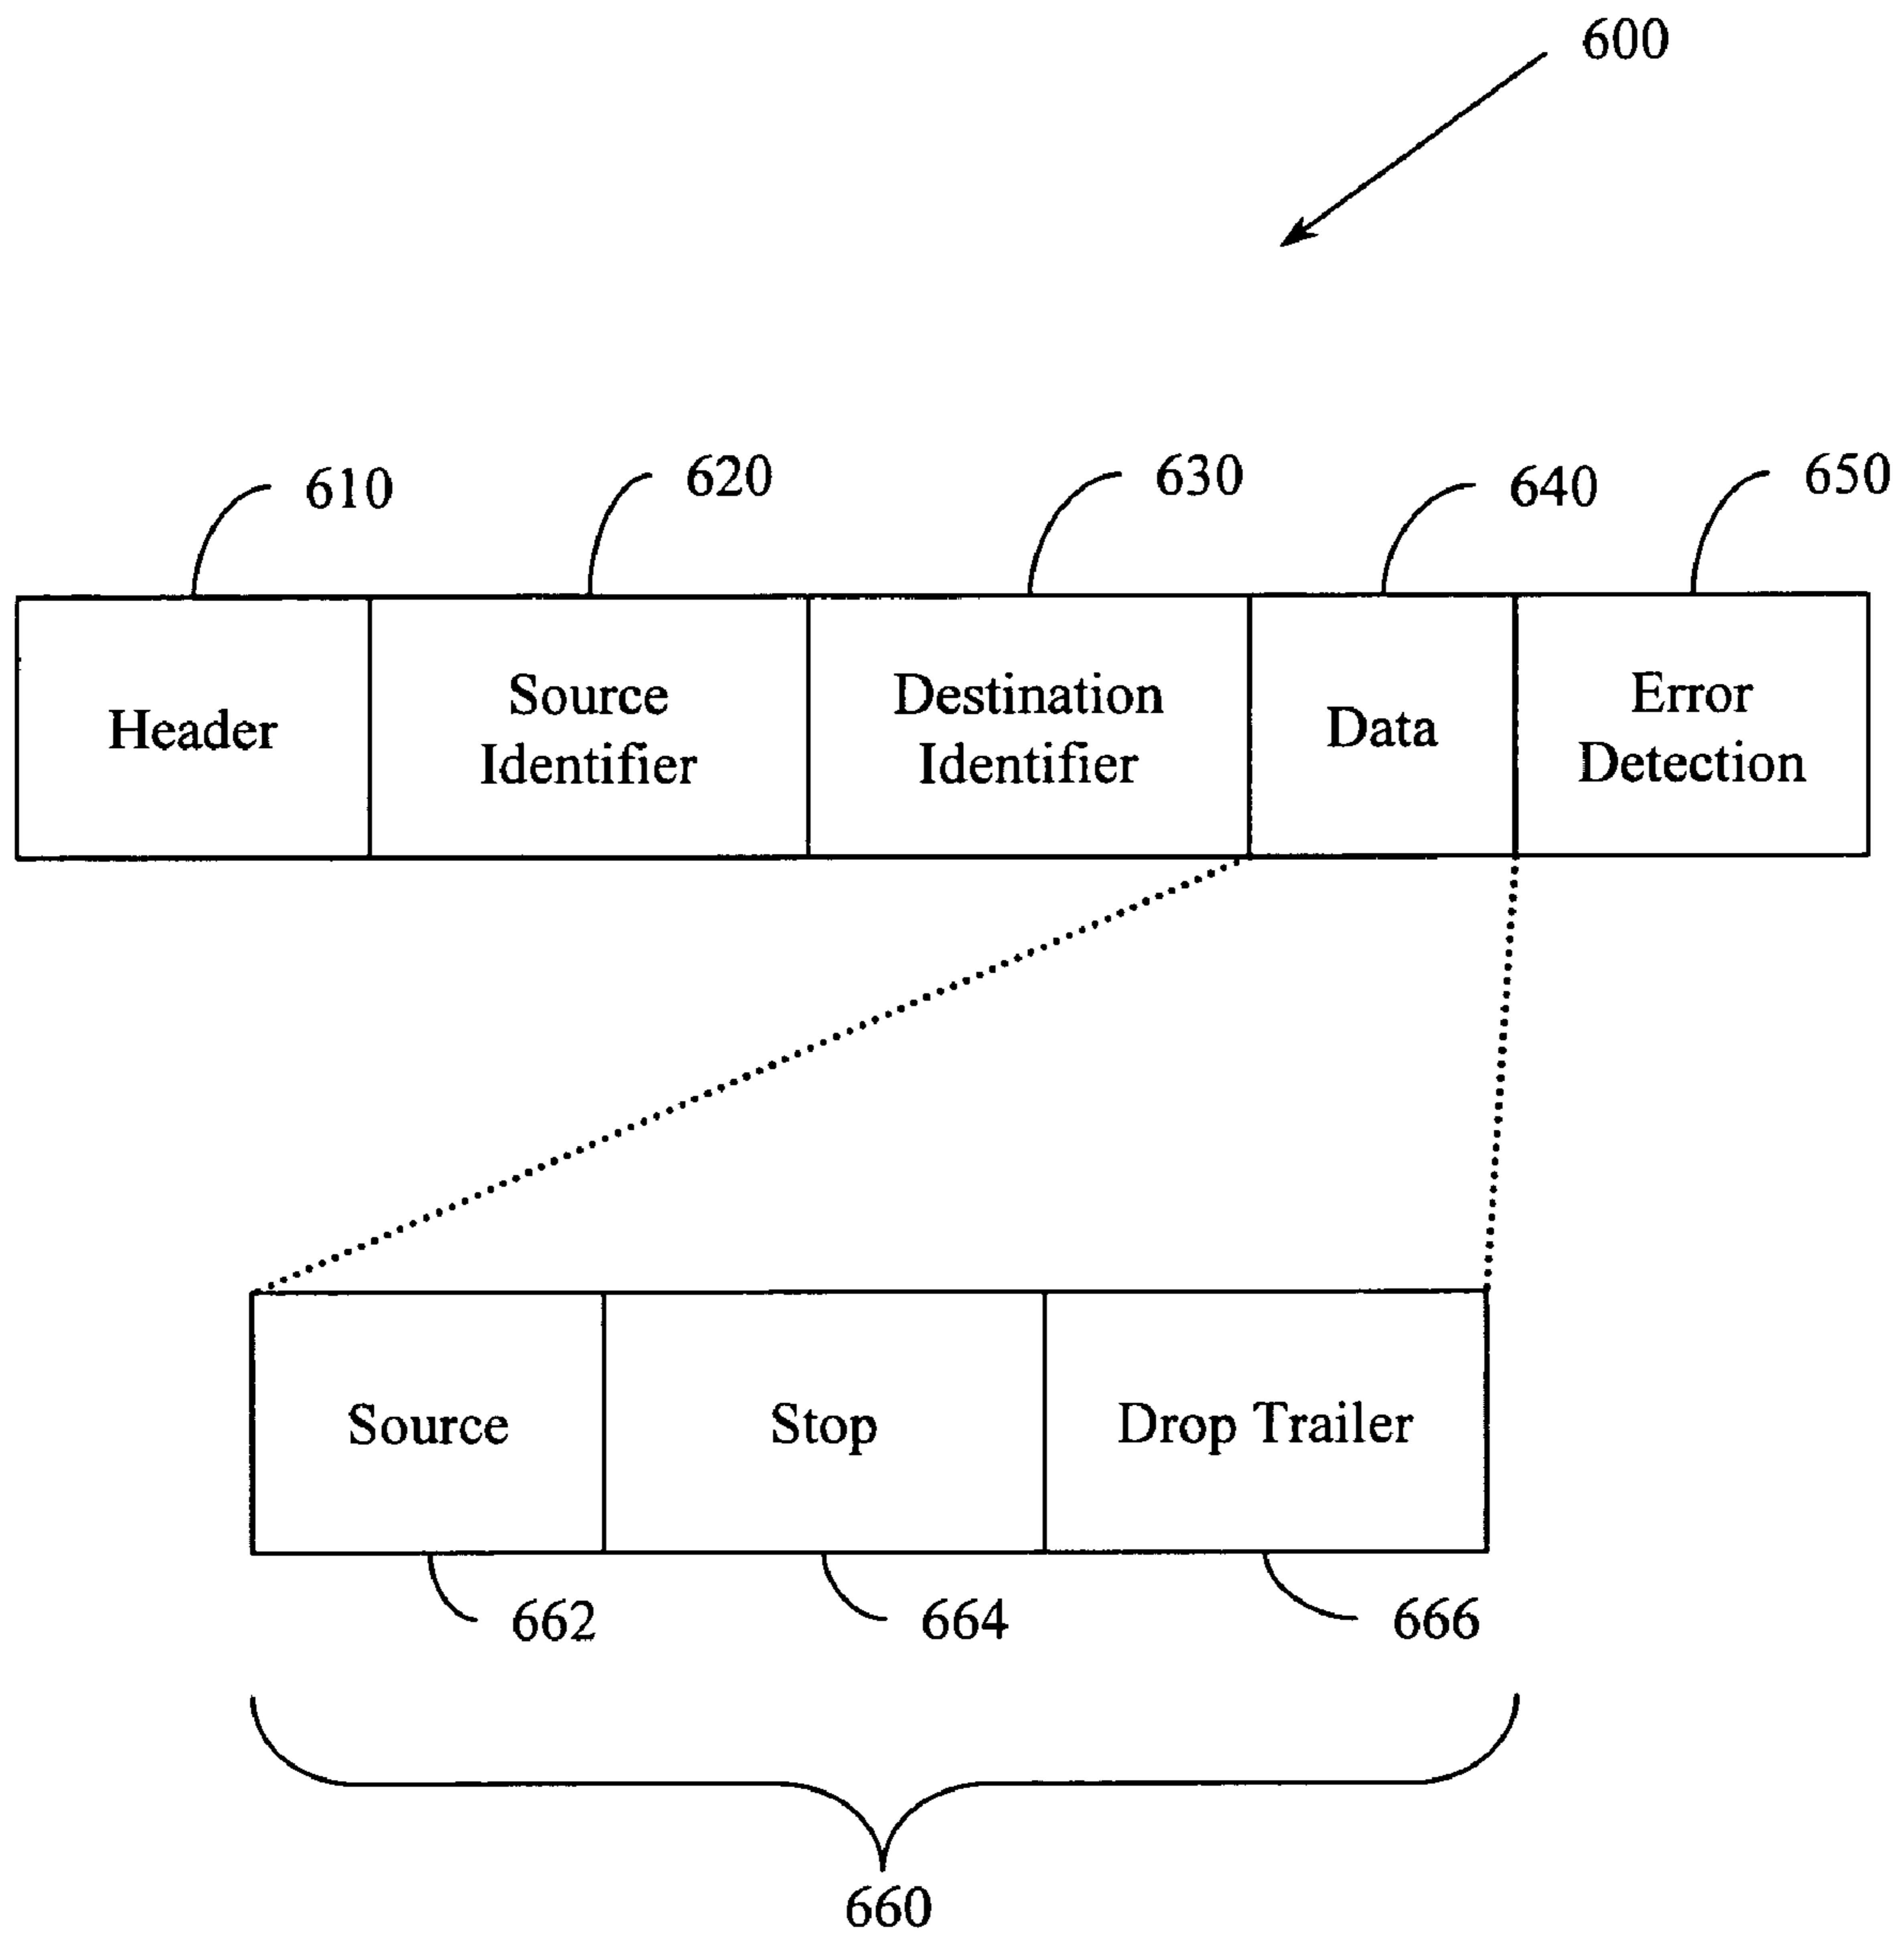 600
610 620 630 640 650
Header
Source
Identifier
Destination
Identifier
Data
Error
Detection
Source
Stop
Drop Trailer
662 664 666
660